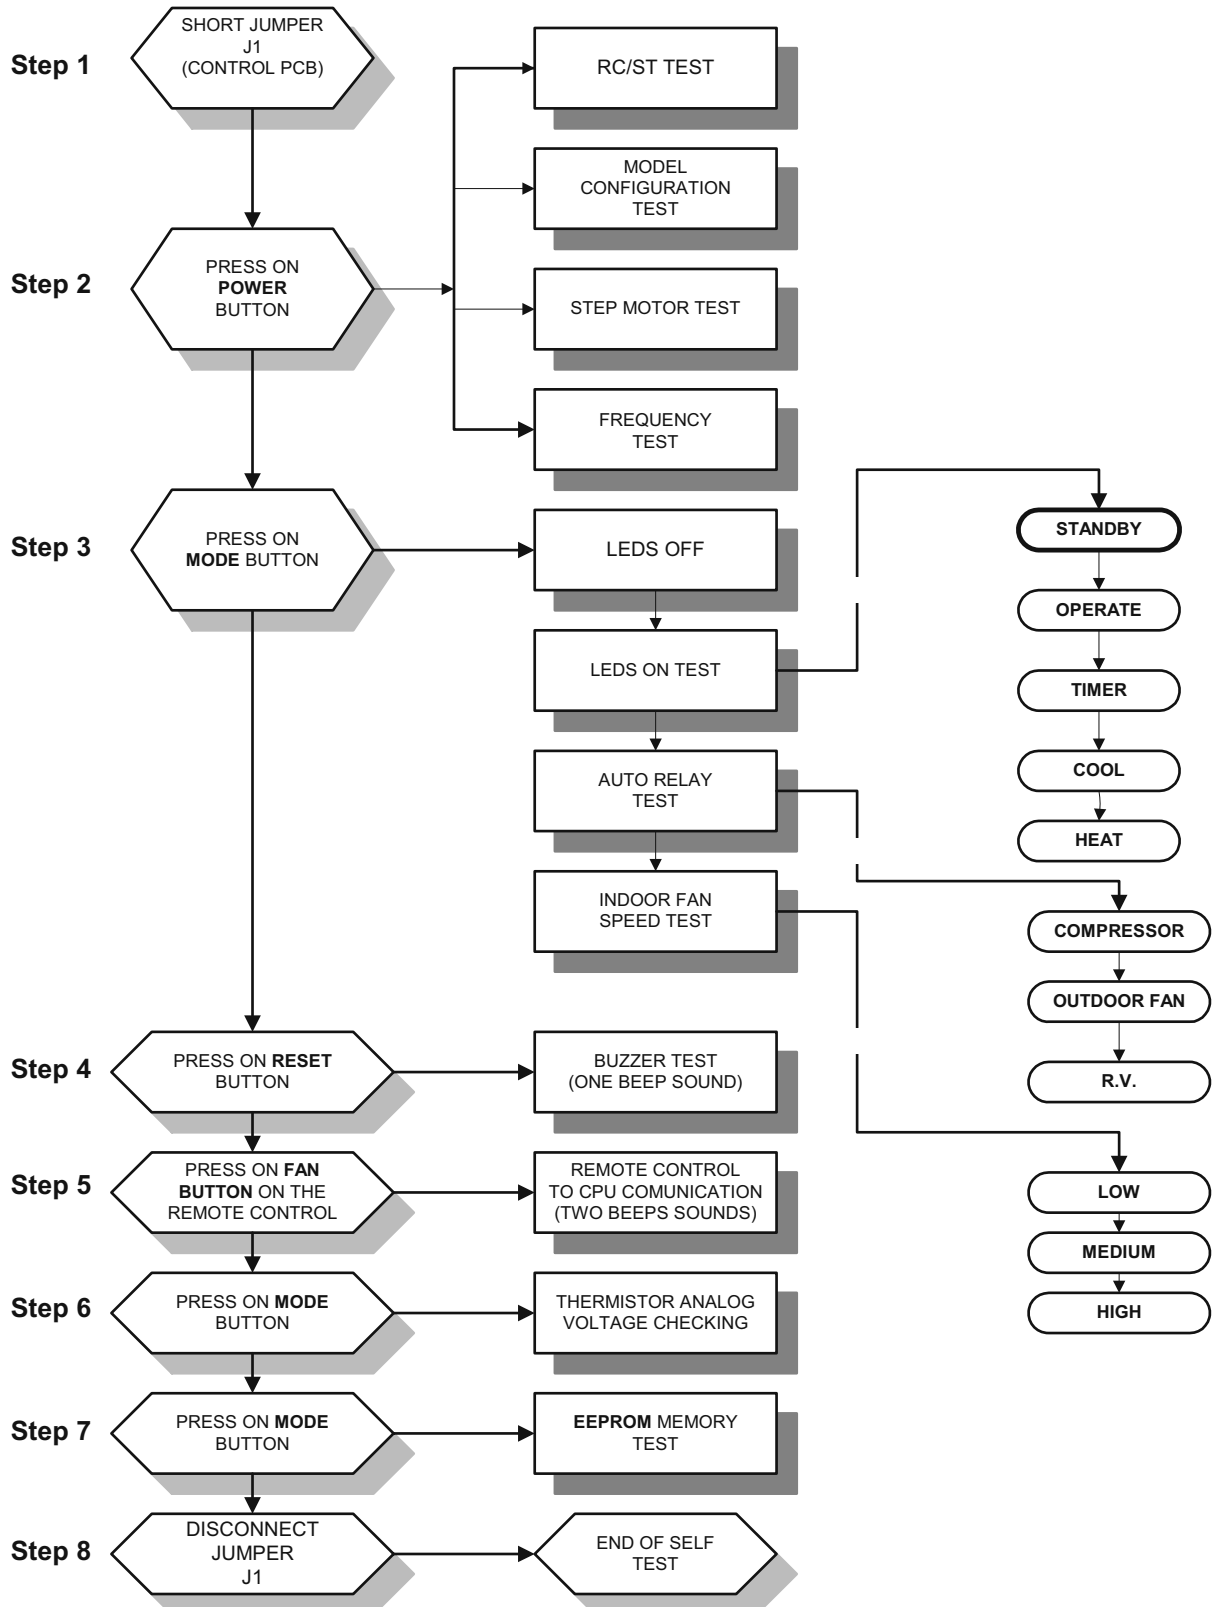 Step 1
SHORT JUMPER
J1
(CONTROL PCB)
RC/ST TEST
MODEL
CONFIGURATION
TEST
Step 2
PRESS ON
POWER
BUTTON
STEP MOTOR TEST
FREQUENCY
TEST
Step 3
PRESS ON
MODE BUTTON
LEDS OFF
LEDS ON TEST
AUTO RELAY
TEST
INDOOR FAN
SPEED TEST
STANDBY
OPERATE
TIMER
COOL
HEAT
COMPRESSOR
OUTDOOR FAN
R.V.
LOW
MEDIUM
HIGH
Step 4
PRESS ON RESET
BUTTON
BUZZER TEST
(ONE BEEP SOUND)
Step 5
PRESS ON FAN
BUTTON ON THE
REMOTE CONTROL
REMOTE CONTROL
TO CPU COMUNICATION
(TWO BEEPS SOUNDS)
Step 6
PRESS ON MODE
BUTTON
THERMISTOR ANALOG
VOLTAGE CHECKING
Step 7
PRESS ON MODE
BUTTON
EEPROM MEMORY
TEST
Step 8
DISCONNECT
JUMPER
J1
END OF SELF
TEST